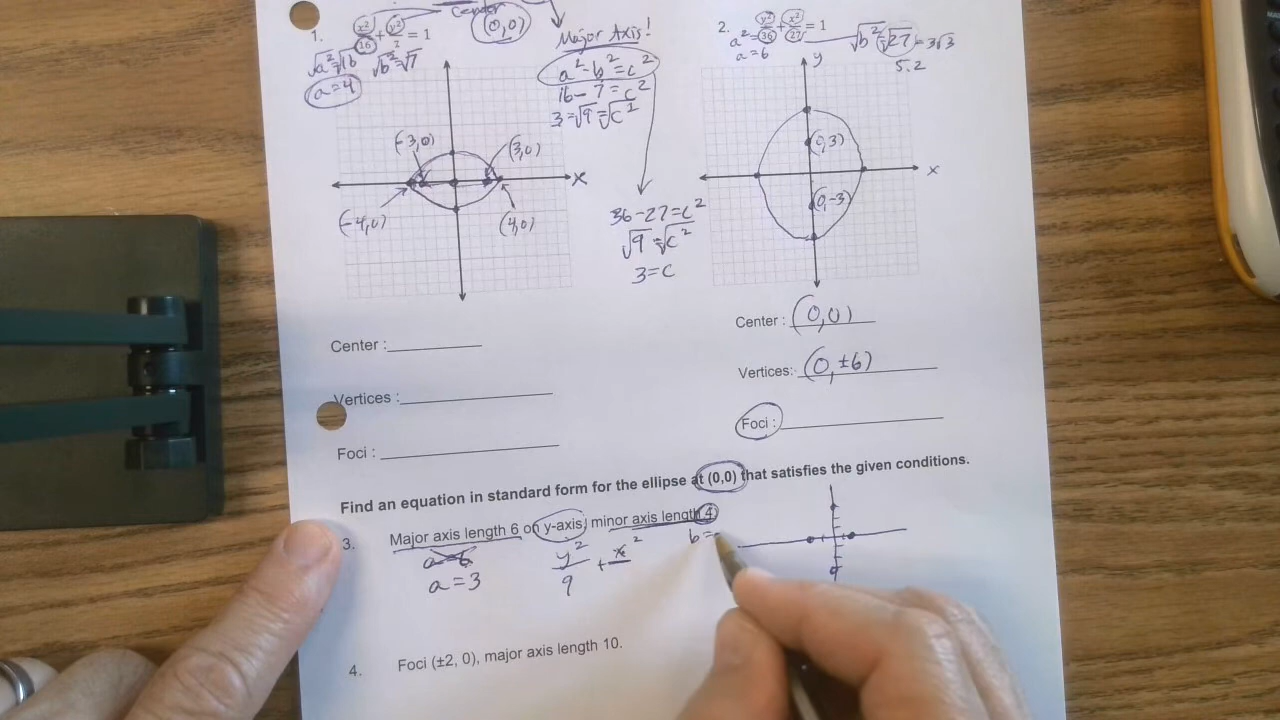 Center (0,0)
1. x²/16 + y²/7 = 1
√a² = √16 √b² = √7
a = 4
Major Axis!
a² - b² = c²
16 - 7 = c²
3 = √9 = √c²
(-3,0) (3,0)
x
(-4,0) (4,0)
36 - 27 = c²
√9 = √c²
3 = c
2. y²/36 + x²/27 = 1
a² = 36 √b² = √27 = 3√3
a = 6 5.2
y
(0,3)
x
(0,-3)
Center :
Vertices :
Foci :
Center : (0,0)
Vertices: (0, ±6)
Foci :
Find an equation in standard form for the ellipse at (0,0) that satisfies the given conditions.
3. Major axis length 6 on y-axis, minor axis length 4
a = 6
a = 3
y²/9 + x²
b =
4. Foci (±2, 0), major axis length 10.